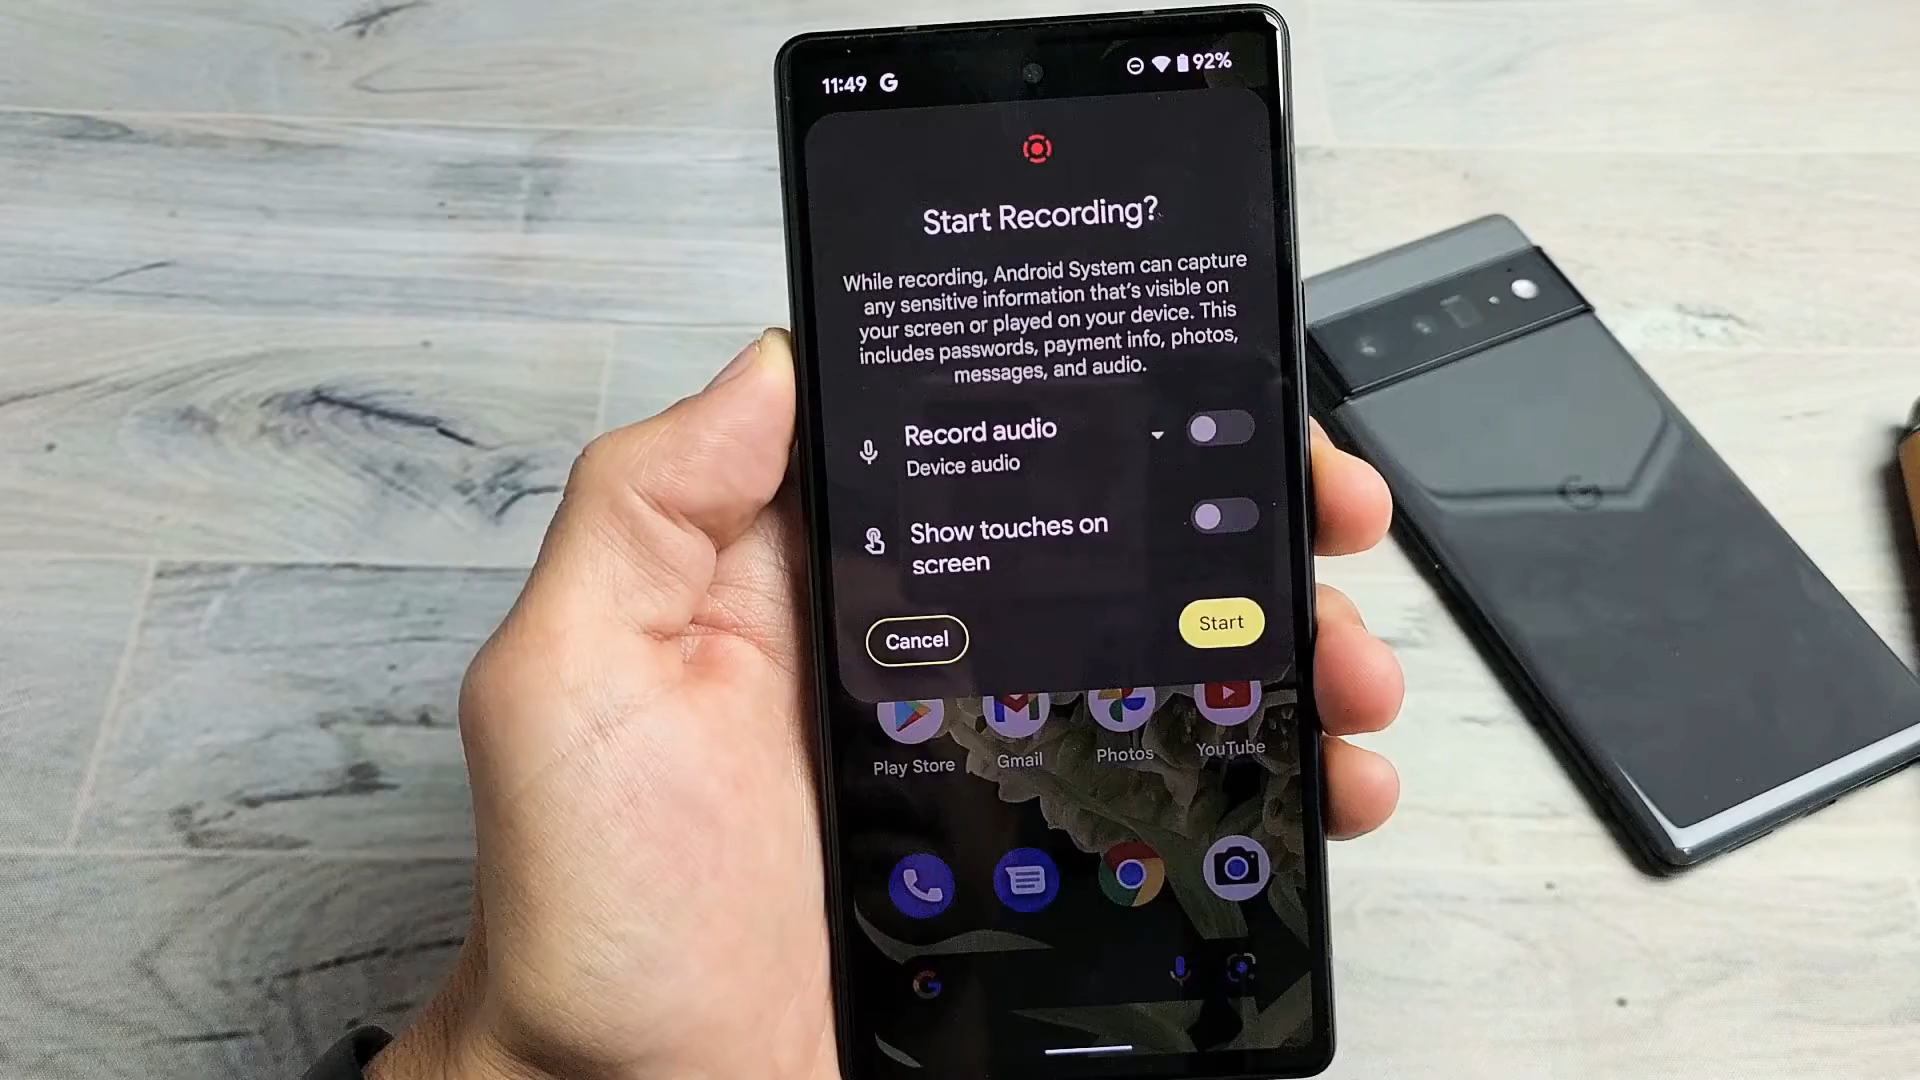 11:49 G 92%
Start Recording?
While recording, Android System can capture
any sensitive information that's visible on
your screen or played on your device. This
includes passwords, payment info, photos,
messages, and audio.
Record audio
Device audio
Show touches on
screen
Cancel
Start
Play Store
Gmail
Photos
YouTube